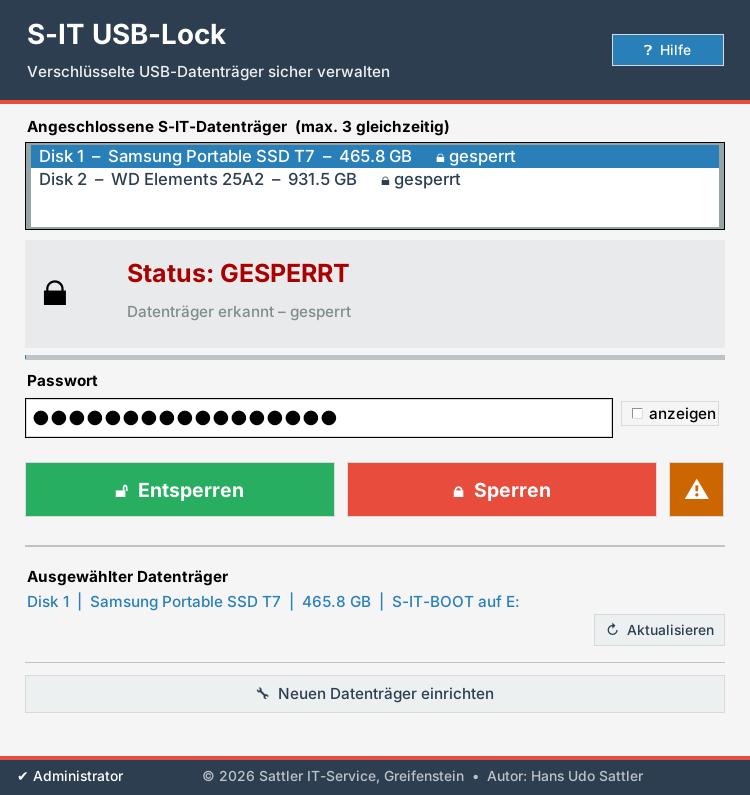 S-IT USB-Lock
Verschlüsselte USB-Datenträger sicher verwalten
? Hilfe
Angeschlossene S-IT-Datenträger (max. 3 gleichzeitig)
Disk 1 – Samsung Portable SSD T7 – 465.8 GB 🔒 gesperrt
Disk 2 – WD Elements 25A2 – 931.5 GB 🔒 gesperrt
Status: GESPERRT
Datenträger erkannt – gesperrt
Passwort
●●●●●●●●●●●●●●●●●
☐ anzeigen
🔓 Entsperren
🔒 Sperren
⚠
Ausgewählter Datenträger
Disk 1 | Samsung Portable SSD T7 | 465.8 GB | S-IT-BOOT auf E:
↻ Aktualisieren
🔧 Neuen Datenträger einrichten
✔ Administrator
© 2026 Sattler IT-Service, Greifenstein • Autor: Hans Udo Sattler